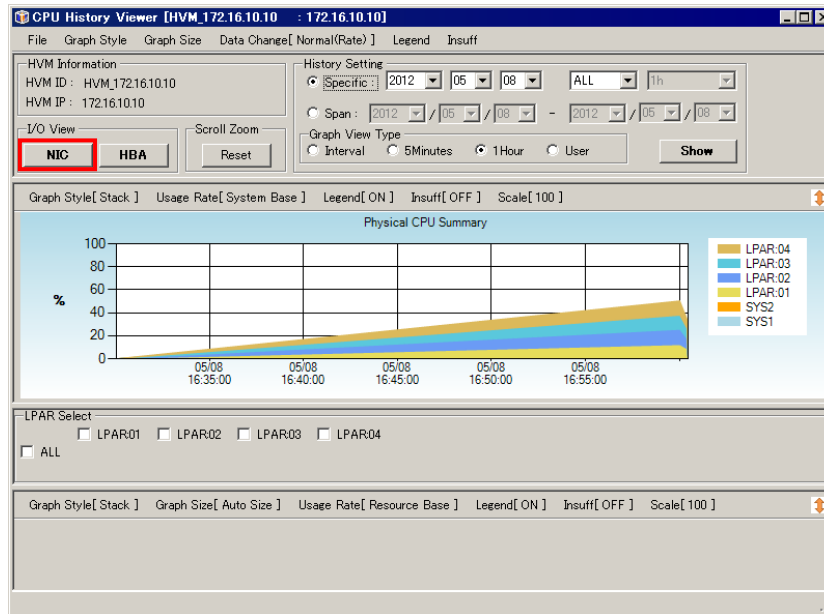 CPU History Viewer [HVM_172.16.10.10 : 172.16.10.10]
File Graph Style Graph Size Data Change[ Normal(Rate) ] Legend Insuff
HVM Information
HVM ID : HVM_172.16.10.10
HVM IP : 172.16.10.10
History Setting
Specific : 2012 05 08 ALL 1h
Span : 2012 / 05 / 08 - 2012 / 05 / 08
I/O View
NIC HBA
Scroll Zoom
Reset
Graph View Type
Interval 5Minutes 1Hour User
Show
Graph Style[ Stack ] Usage Rate[ System Base ] Legend[ ON ] Insuff[ OFF ] Scale[ 100 ]
Physical CPU Summary
100
80
60
40
20
0
%
05/08 05/08 05/08 05/08 05/08
16:35:00 16:40:00 16:45:00 16:50:00 16:55:00
LPAR:04
LPAR:03
LPAR:02
LPAR:01
SYS2
SYS1
LPAR Select
LPAR:01 LPAR:02 LPAR:03 LPAR:04
ALL
Graph Style[ Stack ] Graph Size[ Auto Size ] Usage Rate[ Resource Base ] Legend[ ON ] Insuff[ OFF ] Scale[ 100 ]